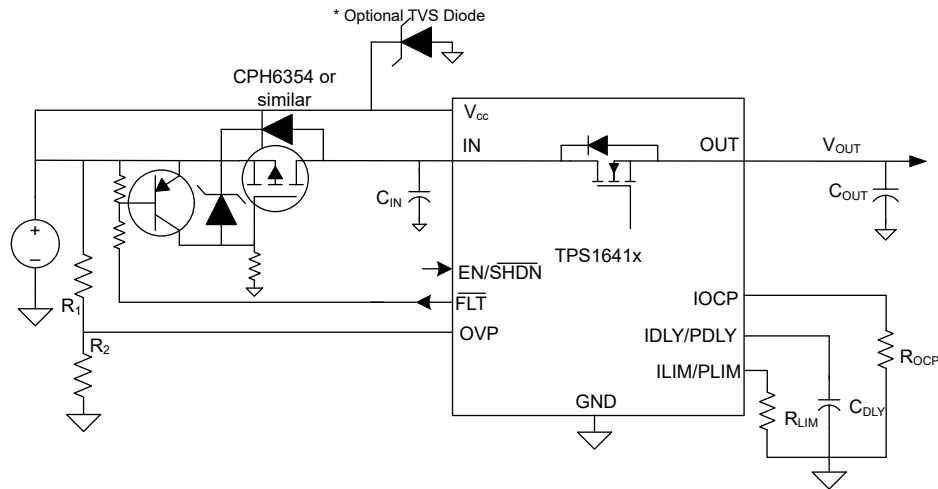 * Optional TVS Diode
CPH6354 or
similar
Vcc
IN
OUT
VOUT
CIN
COUT
+
−
TPS1641x
EN/SHDN
FLT
IOCP
R1
OVP
R2
IDLY/PDLY
ROCP
ILIM/PLIM
GND
RLIM
CDLY